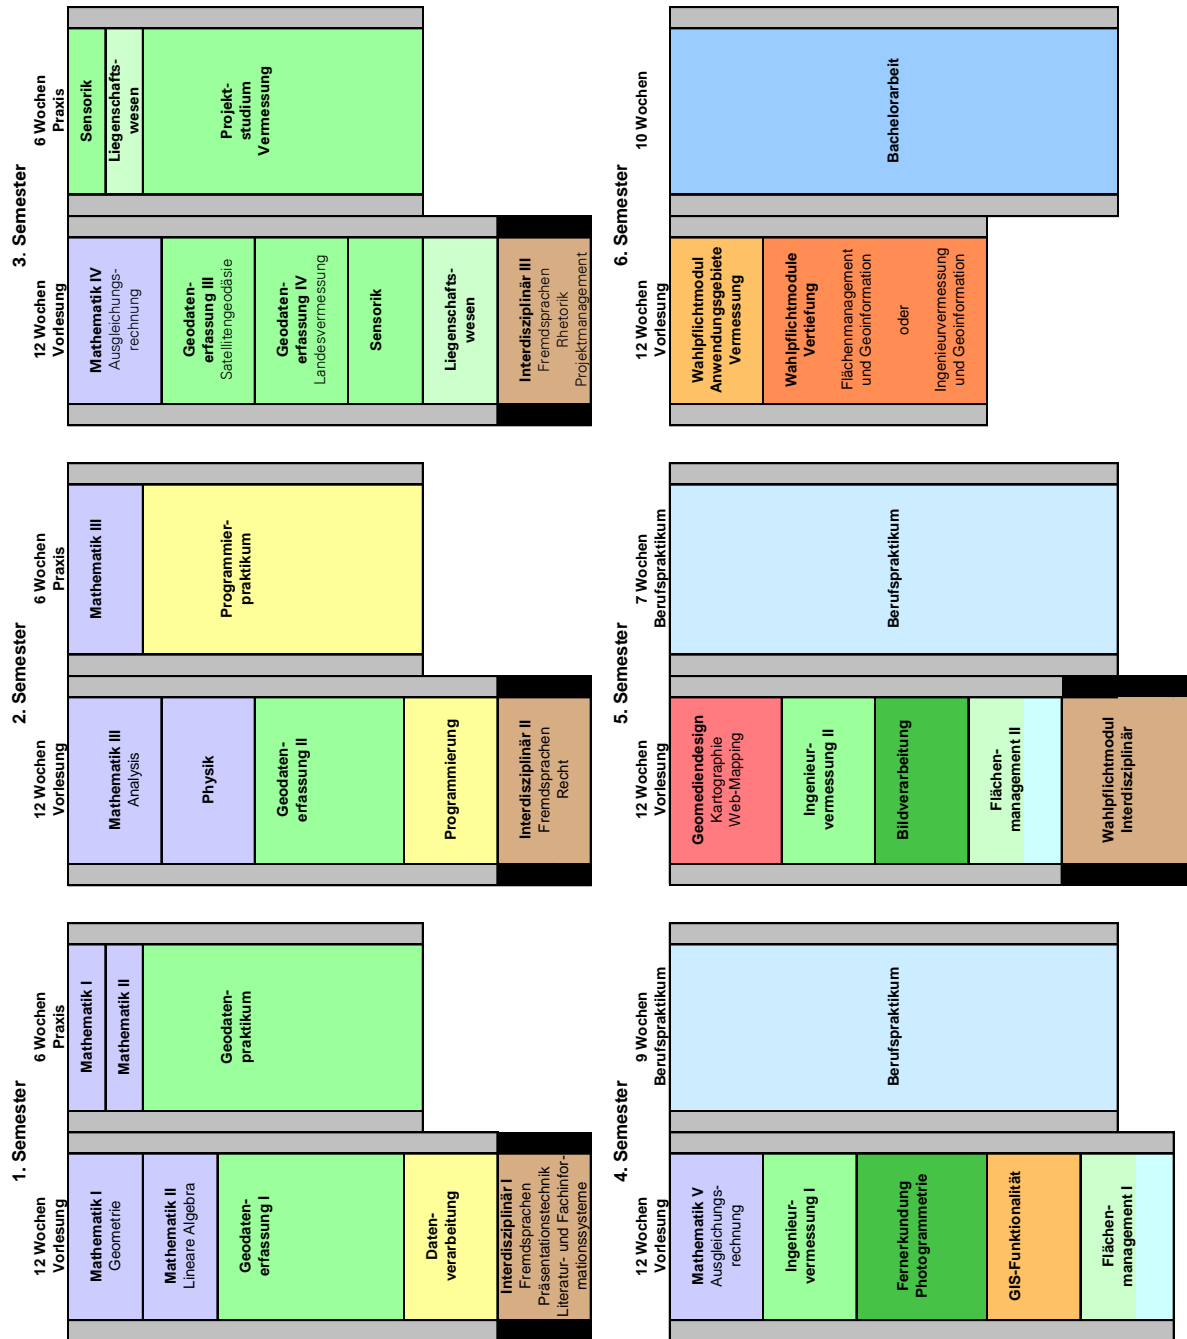 1. Semester
12 Wochen
Vorlesung
Mathematik I
Geometrie
Mathematik II
Lineare Algebra
Geodaten-
erfassung I
Daten-
verarbeitung
Interdisziplinär I
Fremdsprachen
Präsentationstechnik
Literatur- und Fachinfor-
mationssysteme
6 Wochen
Praxis
Mathematik I
Mathematik II
Geodaten-
praktikum
2. Semester
12 Wochen
Vorlesung
Mathematik III
Analysis
Physik
Geodaten-
erfassung II
Programmierung
Interdisziplinär II
Fremdsprachen
Recht
6 Wochen
Praxis
Mathematik III
Programmier-
praktikum
3. Semester
12 Wochen
Vorlesung
Mathematik IV
Ausgleichungs-
rechnung
Geodaten-
erfassung III
Satellitengeodäsie
Geodaten-
erfassung IV
Landesvermessung
Sensorik
Liegenschafts-
wesen
Interdisziplinär III
Fremdsprachen
Rhetorik
Projektmanagement
6 Wochen
Praxis
Sensorik
Liegenschafts-
wesen
Projekt-
studium
Vermessung
4. Semester
12 Wochen
Vorlesung
Mathematik V
Ausgleichungs-
rechnung
Ingenieur-
vermessung I
Fernerkundung
Photogrammetrie
GIS-Funktionalität
Flächen-
management I
9 Wochen
Berufspraktikum
Berufspraktikum
5. Semester
12 Wochen
Vorlesung
Geomediendesign
Kartographie
Web-Mapping
Ingenieur-
vermessung II
Bildverarbeitung
Flächen-
management II
Wahlpflichtmodul
Interdisziplinär
7 Wochen
Berufspraktikum
Berufspraktikum
6. Semester
12 Wochen
Vorlesung
Wahlpflichtmodul
Anwendungsgebiete
Vermessung
Wahlpflichtmodule
Vertiefung
Flächenmanagement
und Geoinformation
oder
Ingenieurvermessung
und Geoinformation
10 Wochen
Bachelorarbeit